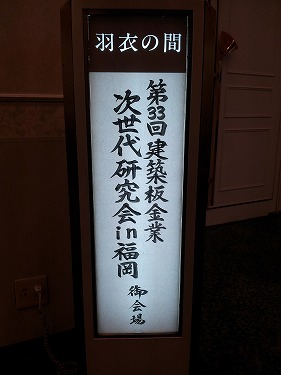 羽衣の間
第33回建築板金業
次世代研究会in福岡
御会場